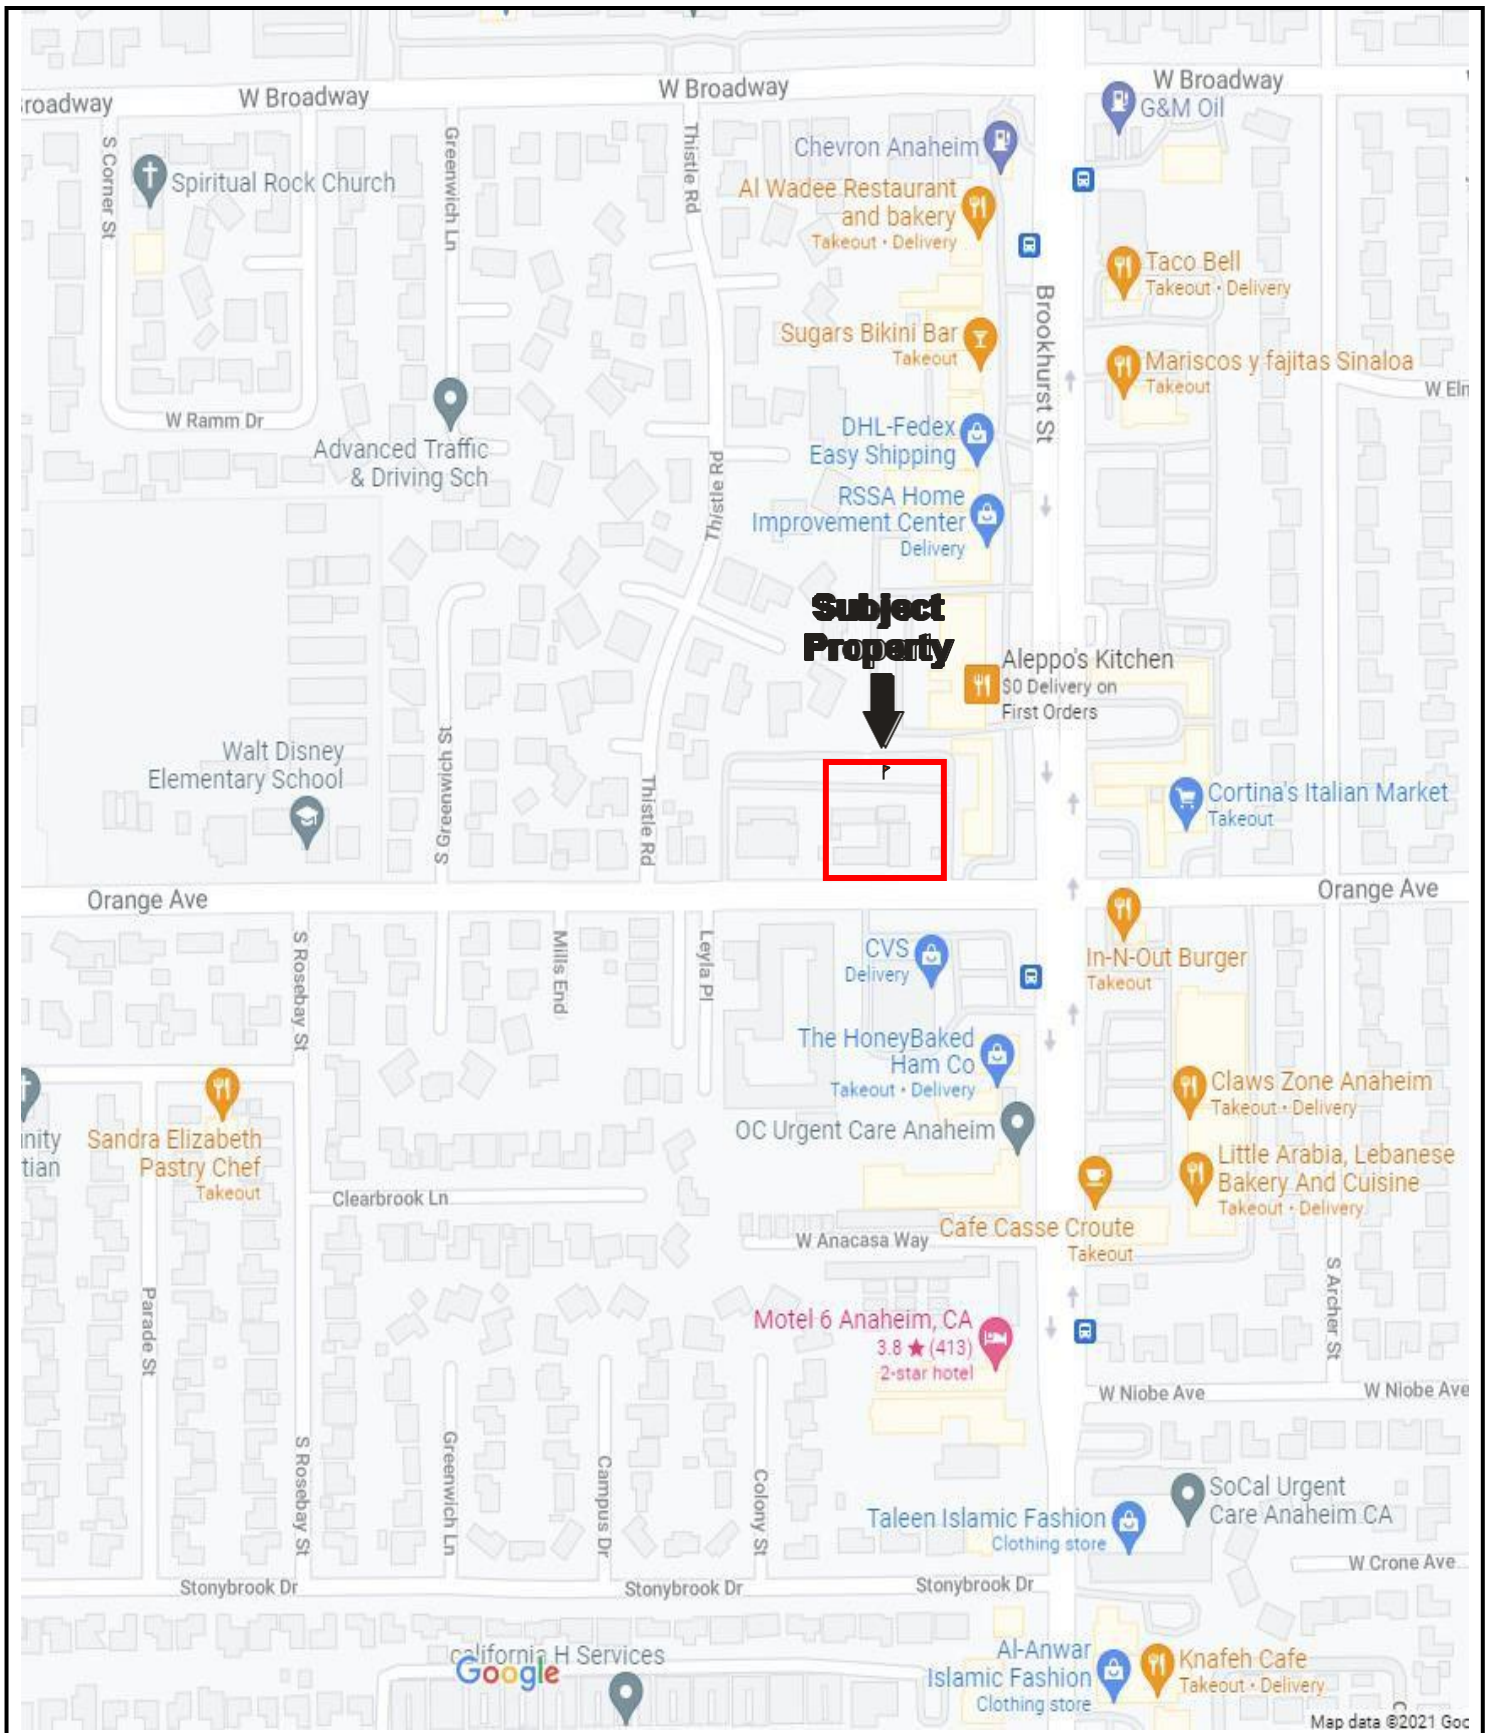 W Broadway
W Broadway
W Broadway
roadway
G&M Oil
Chevron Anaheim
S Corner St
Greenwich Ln
Thistle Rd
Spiritual Rock Church
Al Wadee Restaurant
and bakery
Takeout · Delivery
Taco Bell
Takeout · Delivery
Brookhurst St
Sugars Bikini Bar
Takeout
Mariscos y fajitas Sinaloa
Takeout
W Elm
W Ramm Dr
Advanced Traffic
& Driving Sch
DHL-Fedex
Easy Shipping
Thistle Rd
RSSA Home
Improvement Center
Delivery
Subject
Property
Aleppo's Kitchen
$0 Delivery on
First Orders
Walt Disney
Elementary School
S Greenwich St
Thistle Rd
Cortina's Italian Market
Takeout
Orange Ave
Orange Ave
S Rosebay St
Mills End
Leyla Pl
CVS
Delivery
In-N-Out Burger
Takeout
The HoneyBaked
Ham Co
Takeout · Delivery
Claws Zone Anaheim
Takeout · Delivery
OC Urgent Care Anaheim
nity
tian
Sandra Elizabeth
Pastry Chef
Takeout
Little Arabia, Lebanese
Bakery And Cuisine
Takeout · Delivery
Clearbrook Ln
W Anacasa Way
Cafe Casse Croute
Takeout
S Archer St
Parade St
Motel 6 Anaheim, CA
3.8 ★ (413)
2-star hotel
W Niobe Ave
W Niobe Ave
S Rosebay St
Greenwich Ln
Campus Dr
Colony St
SoCal Urgent
Care Anaheim CA
Taleen Islamic Fashion
Clothing store
W Crone Ave
Stonybrook Dr
Stonybrook Dr
Stonybrook Dr
california H Services
Google
Al-Anwar
Islamic Fashion
Clothing store
Knafeh Cafe
Takeout · Delivery
Map data ©2021 Goo